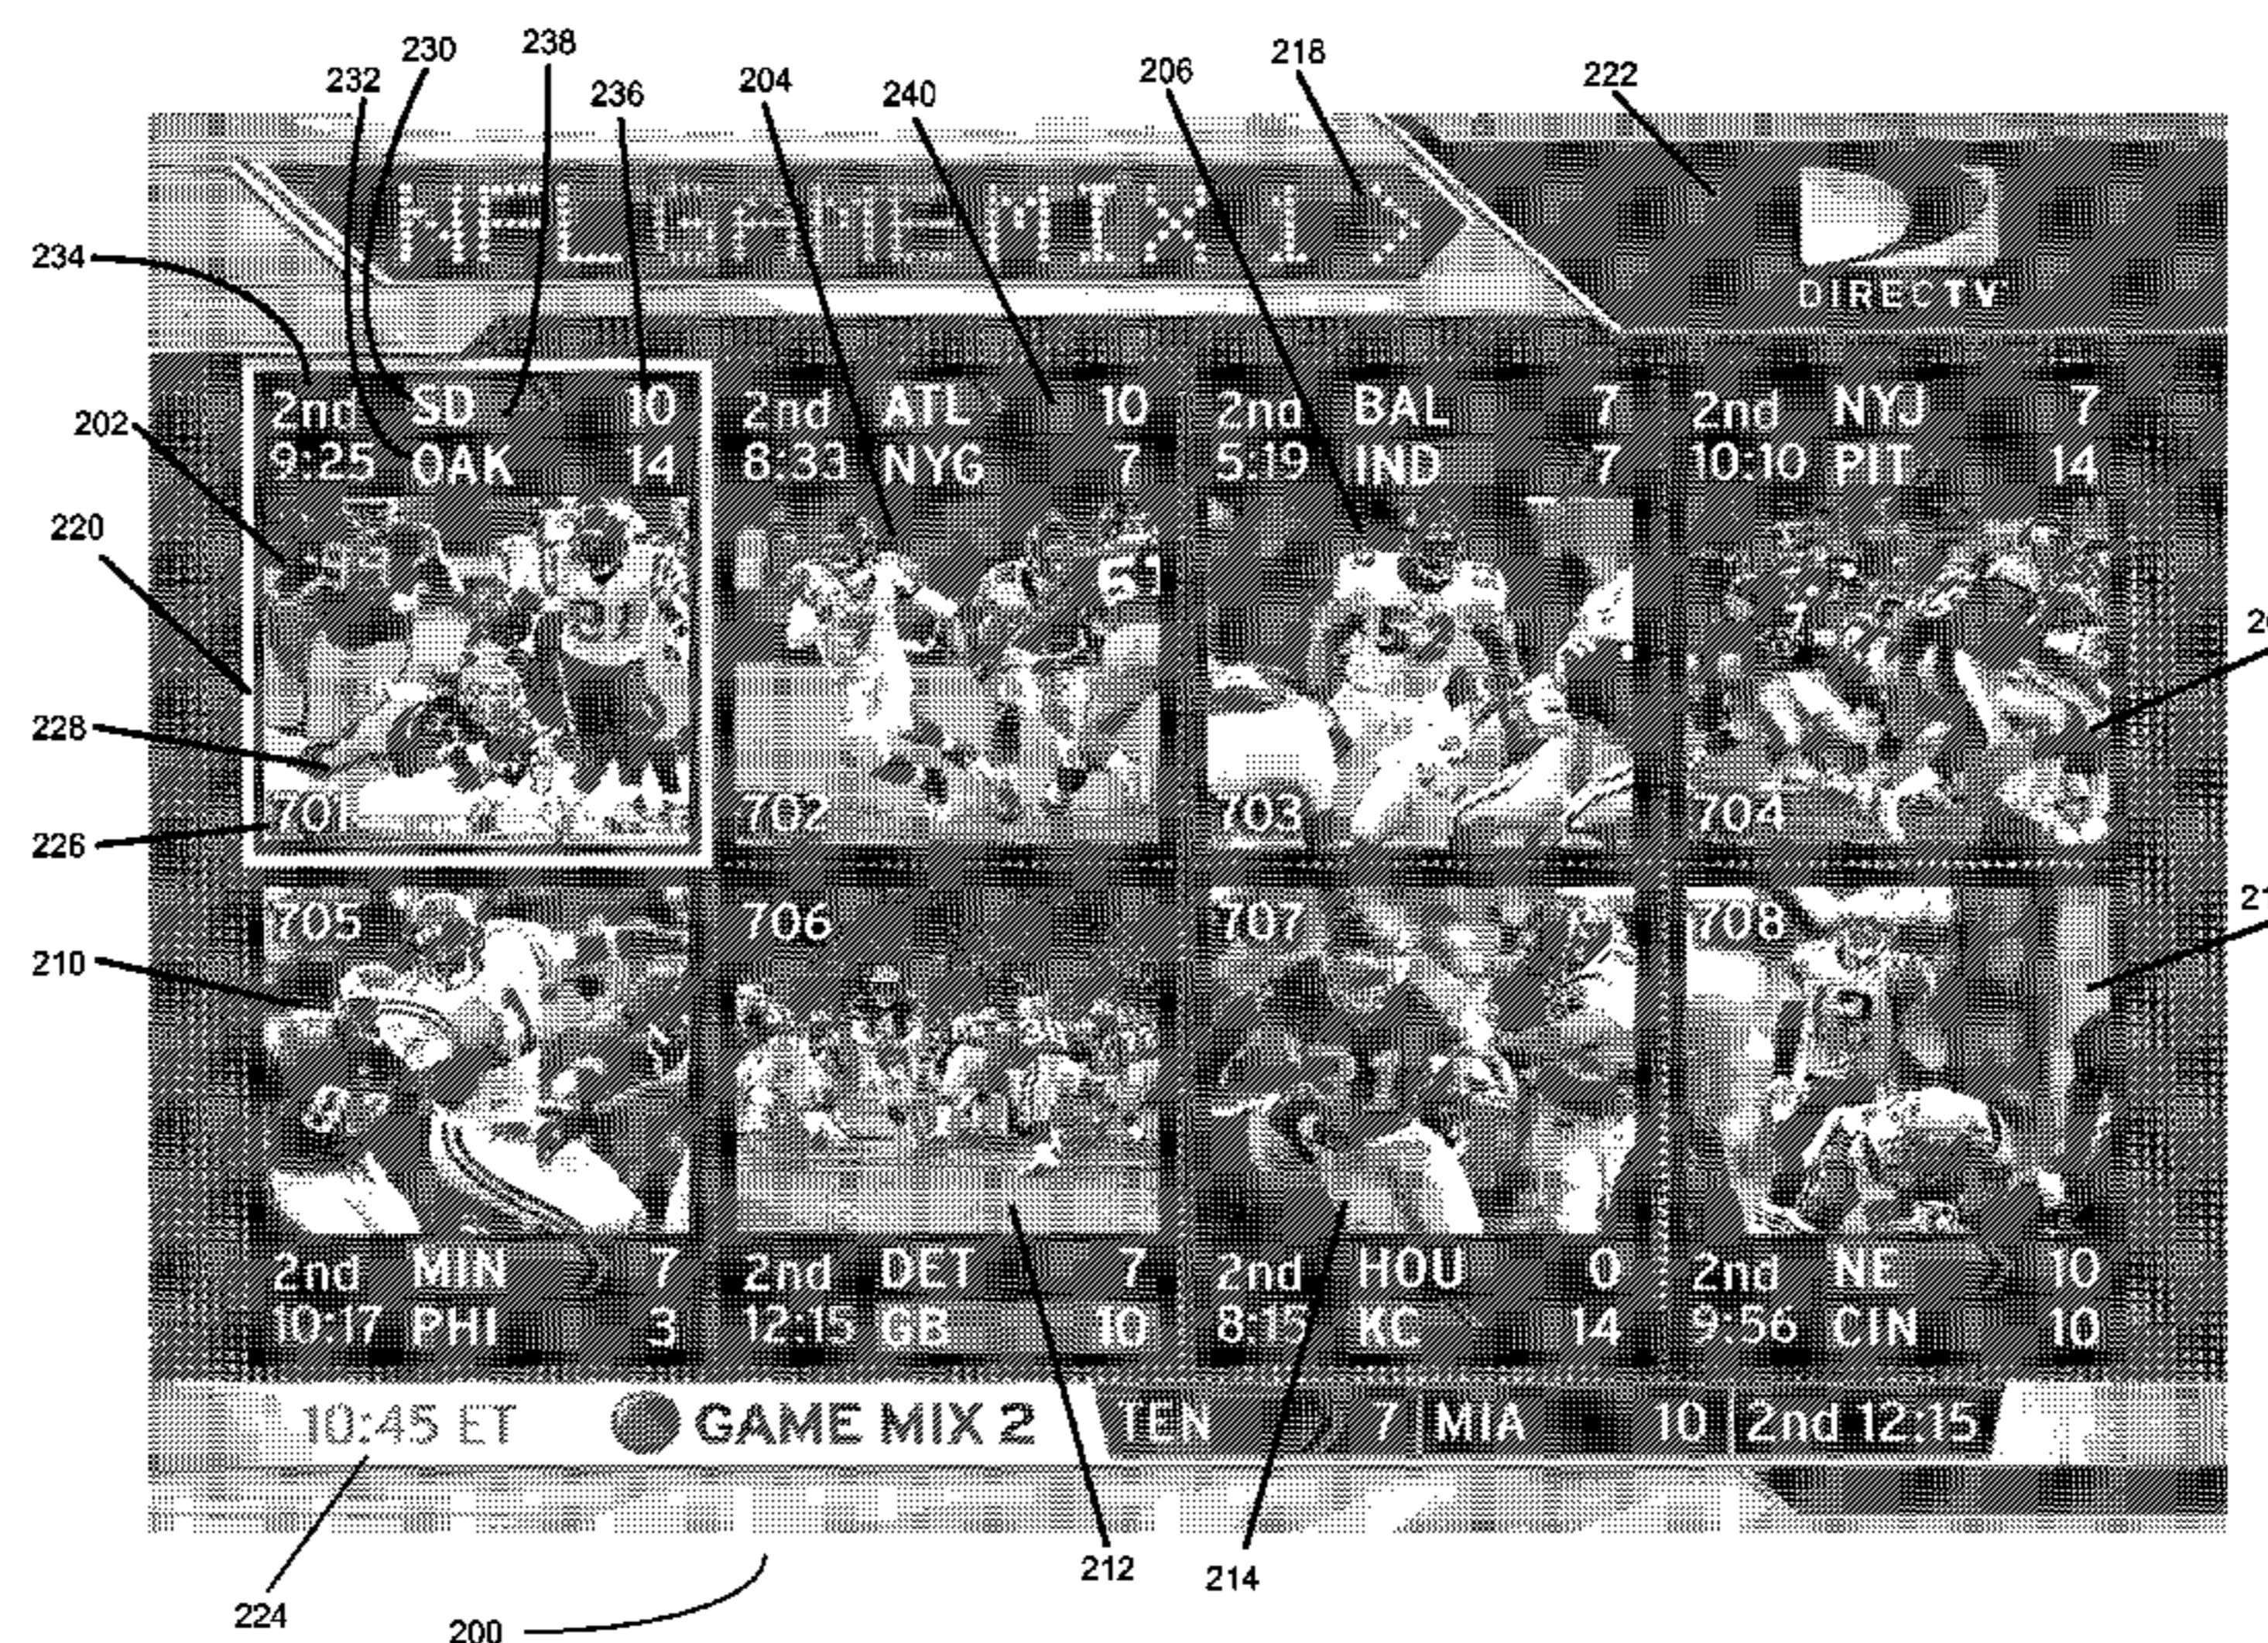 230 238
232 236 204 240 206 218 222
NFL GAME MIX 1 >
DIRECTV
234
2nd SD 10
9:25 OAK 14
2nd ATL 10
8:33 NYG 7
2nd BAL 7
5:19 IND 7
2nd NYJ 7
10:10 PIT 14
202
220
228
226
701
702
703
704
705
706
707
708
210
2nd MIN 7
10:17 PHI 3
2nd DET 7
12:15 GB 10
2nd HOU 0
8:15 KC 14
2nd NE 10
9:56 CIN 10
10:45 ET GAME MIX 2 TEN 7 MIA 10 2nd 12:15
212 214
224
200